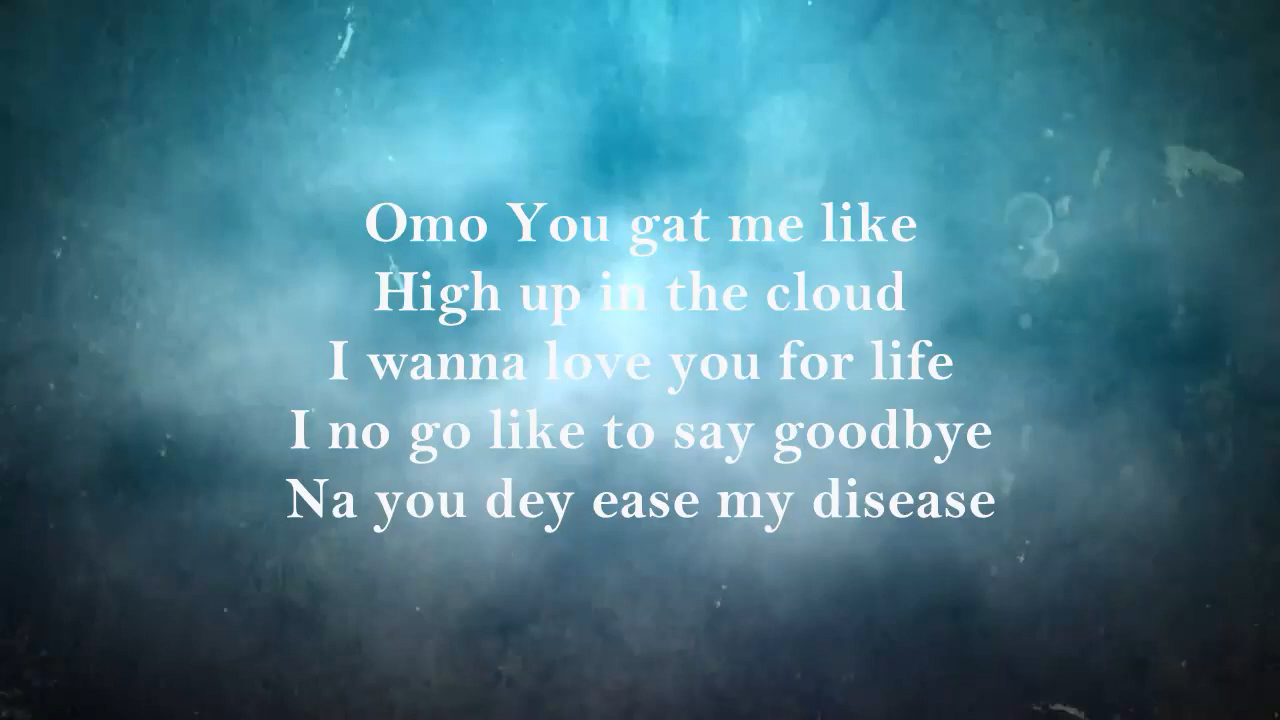 Omo You gat me like
High up in the cloud
I wanna love you for life
I no go like to say goodbye
Na you dey ease my disease